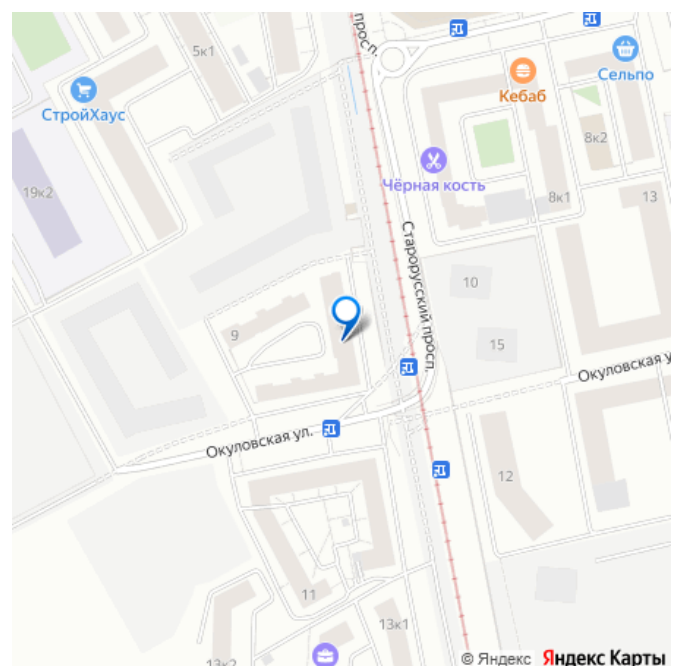 просп.
5к1
СтройХаус
Кебаб
Сельпо
8к2
Чёрная кость
19к2
8к1
13
Старорусский просп.
10
9
15
Окуловская у
Окуловская ул.
12
11
13к1
13к2
© Яндекс Яндекс Карты